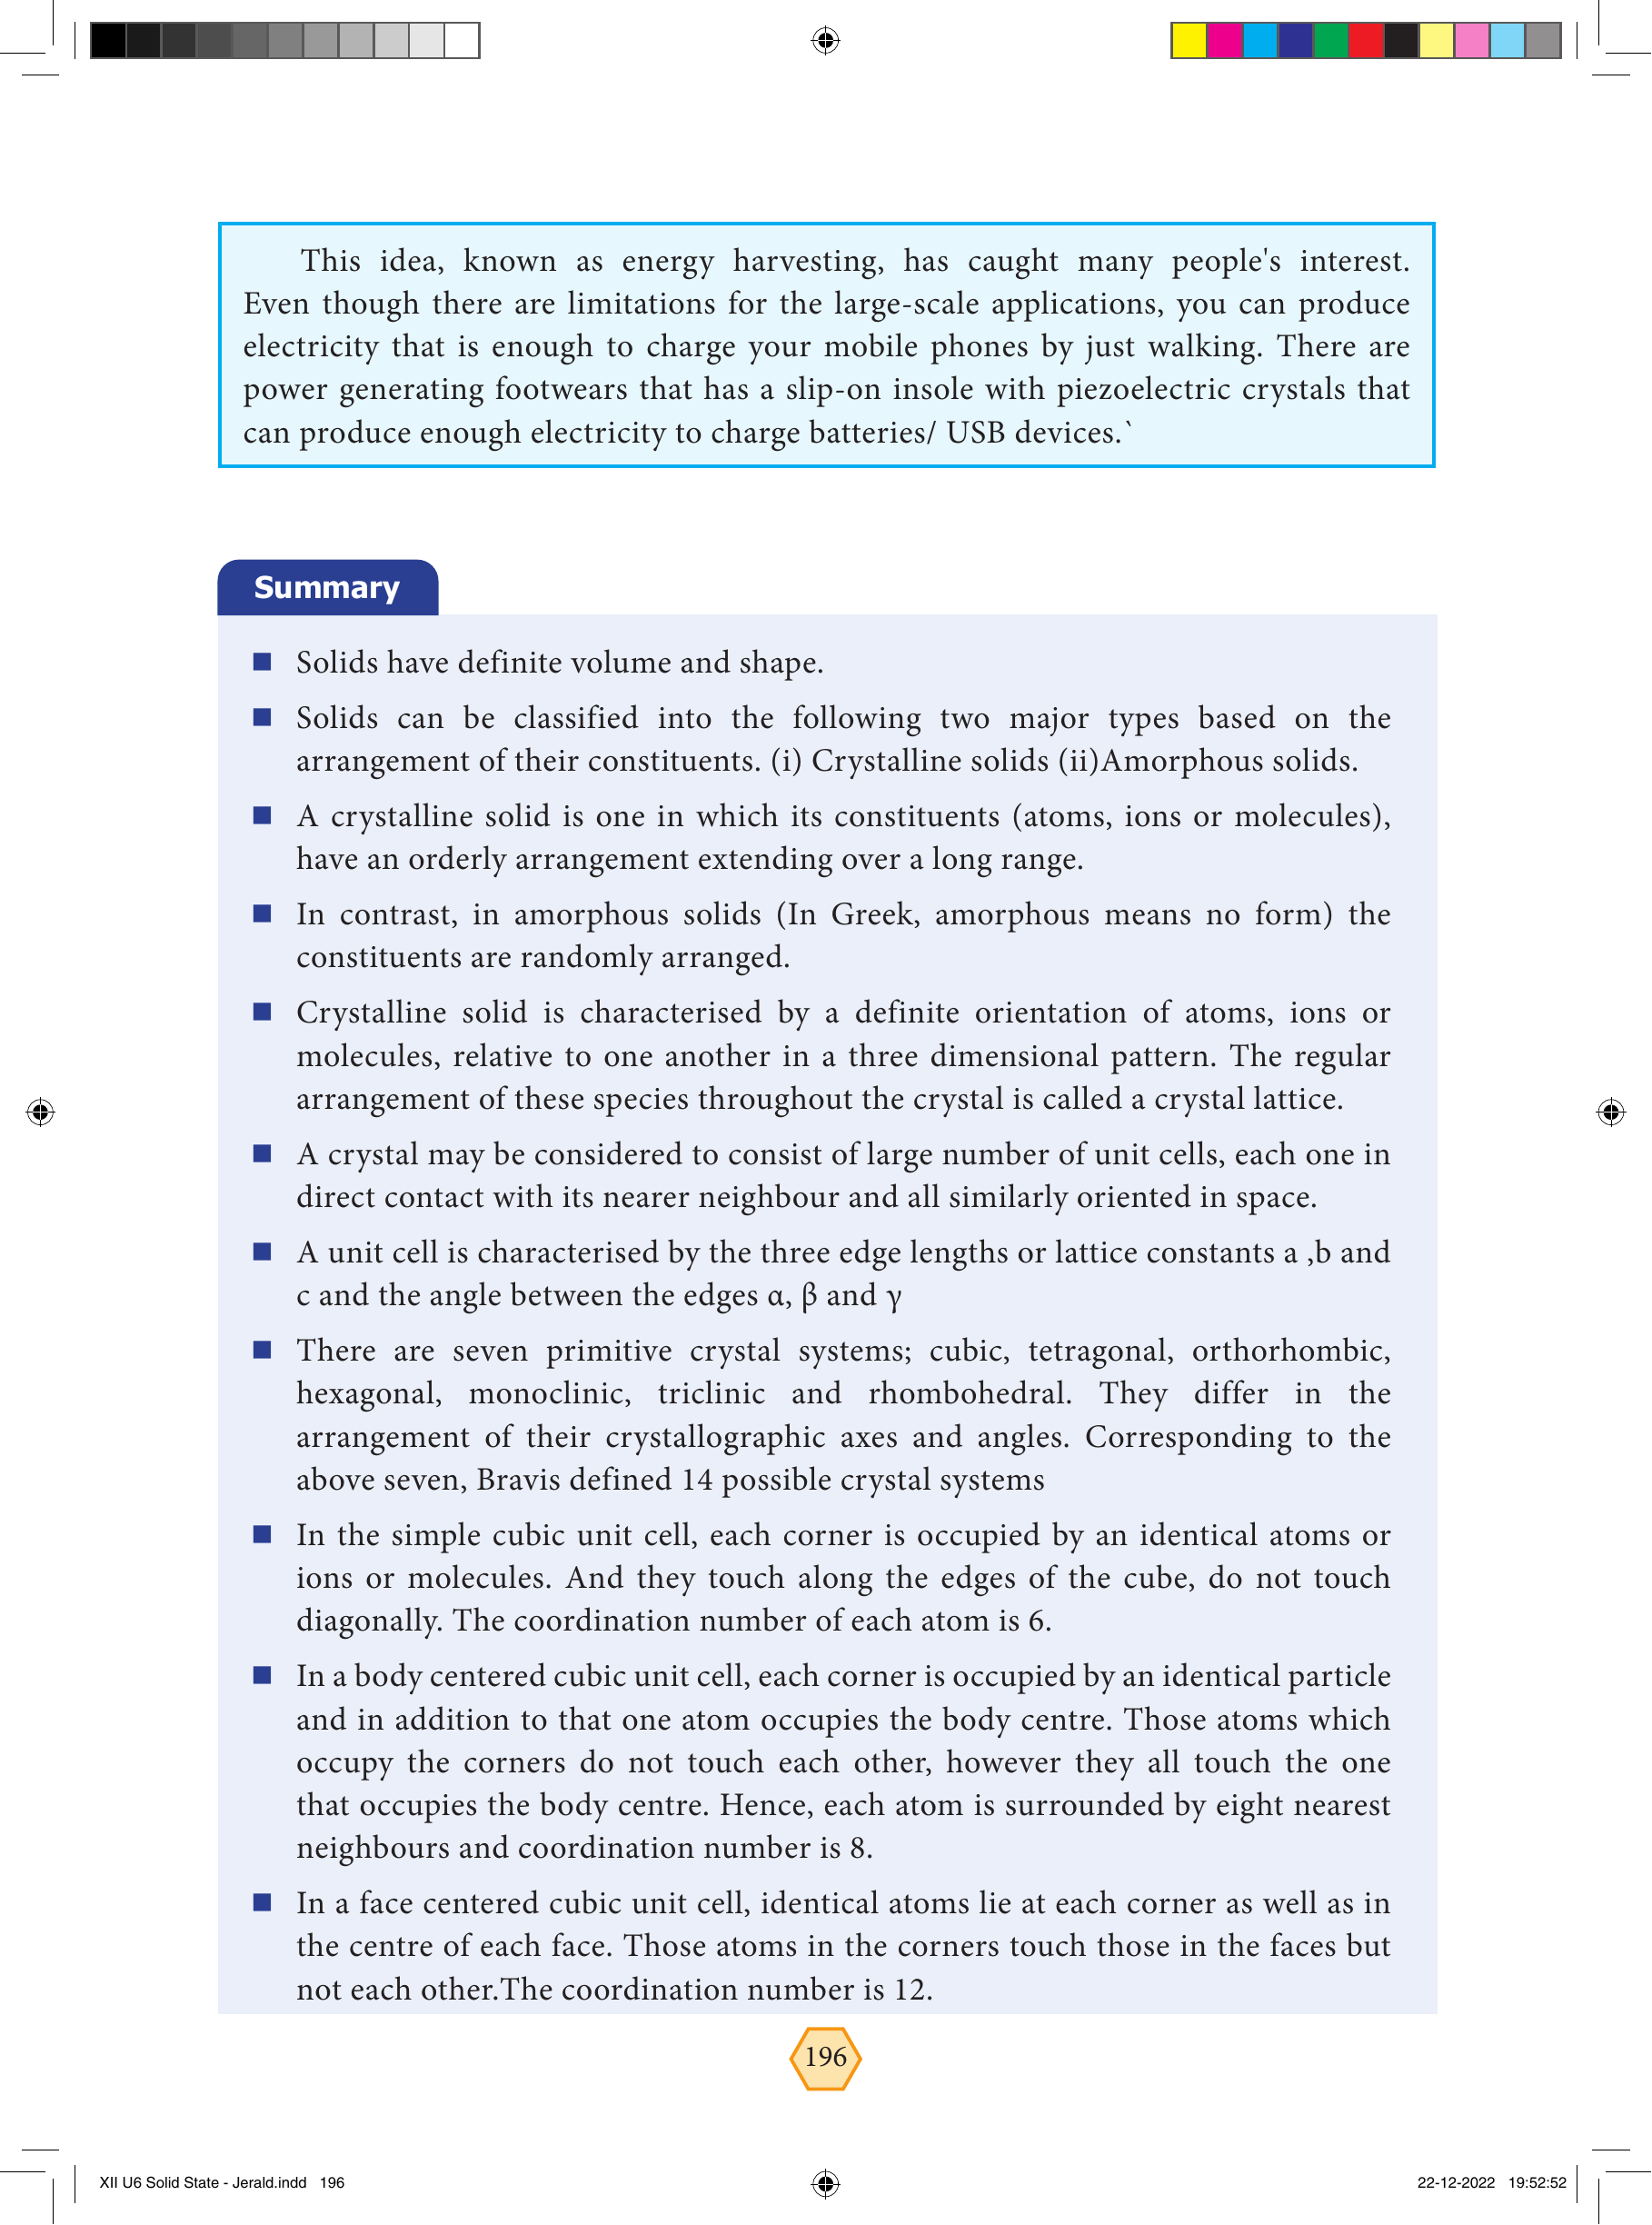 This idea, known as energy harvesting, has caught many people's interest.
Even though there are limitations for the large-scale applications, you can produce
electricity that is enough to charge your mobile phones by just walking. There are
power generating footwears that has a slip-on insole with piezoelectric crystals that
can produce enough electricity to charge batteries/ USB devices.`
Summary
■ Solids have definite volume and shape.
■ Solids can be classified into the following two major types based on the
arrangement of their constituents. (i) Crystalline solids (ii)Amorphous solids.
■ A crystalline solid is one in which its constituents (atoms, ions or molecules),
have an orderly arrangement extending over a long range.
■ In contrast, in amorphous solids (In Greek, amorphous means no form) the
constituents are randomly arranged.
■ Crystalline solid is characterised by a definite orientation of atoms, ions or
molecules, relative to one another in a three dimensional pattern. The regular
arrangement of these species throughout the crystal is called a crystal lattice.
■ A crystal may be considered to consist of large number of unit cells, each one in
direct contact with its nearer neighbour and all similarly oriented in space.
■ A unit cell is characterised by the three edge lengths or lattice constants a ,b and
c and the angle between the edges α, β and γ
■ There are seven primitive crystal systems; cubic, tetragonal, orthorhombic,
hexagonal, monoclinic, triclinic and rhombohedral. They differ in the
arrangement of their crystallographic axes and angles. Corresponding to the
above seven, Bravis defined 14 possible crystal systems
■ In the simple cubic unit cell, each corner is occupied by an identical atoms or
ions or molecules. And they touch along the edges of the cube, do not touch
diagonally. The coordination number of each atom is 6.
■ In a body centered cubic unit cell, each corner is occupied by an identical particle
and in addition to that one atom occupies the body centre. Those atoms which
occupy the corners do not touch each other, however they all touch the one
that occupies the body centre. Hence, each atom is surrounded by eight nearest
neighbours and coordination number is 8.
■ In a face centered cubic unit cell, identical atoms lie at each corner as well as in
the centre of each face. Those atoms in the corners touch those in the faces but
not each other.The coordination number is 12.
196
XII U6 Solid State - Jerald.indd 196
22-12-2022 19:52:52